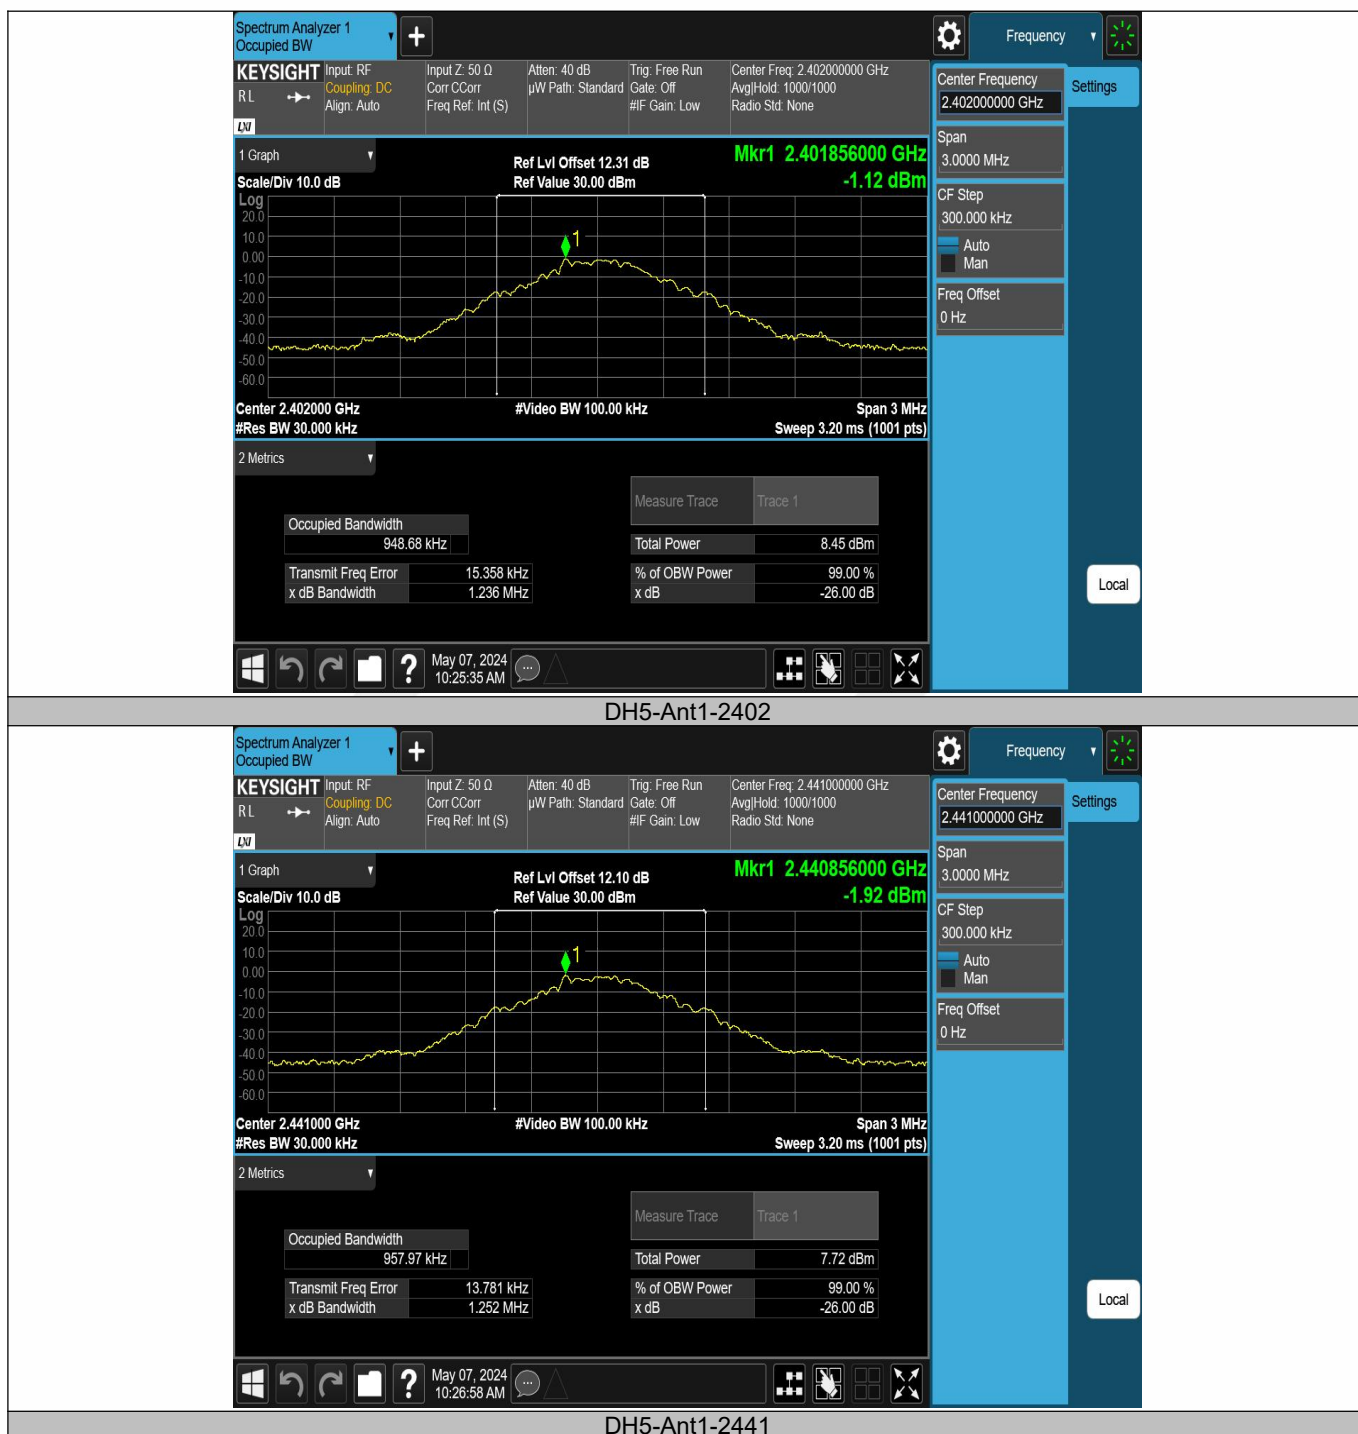 Spectrum Analyzer 1
Occupied BW
+
Frequency
KEYSIGHT
RL
LXI
Input: RF
Coupling: DC
Align: Auto
Input Z: 50 Ω
Corr CCorr
Freq Ref: Int (S)
Atten: 40 dB
µW Path: Standard
Trig: Free Run
Gate: Off
#IF Gain: Low
Center Freq: 2.402000000 GHz
Avg|Hold: 1000/1000
Radio Std: None
Center Frequency
2.402000000 GHz
Settings
Span
3.0000 MHz
CF Step
300.000 kHz
Auto
Man
Freq Offset
0 Hz
1 Graph
Scale/Div 10.0 dB
Ref Lvl Offset 12.31 dB
Ref Value 30.00 dBm
Mkr1 2.401856000 GHz
-1.12 dBm
Log
20.0
10.0
0.00
-10.0
-20.0
-30.0
-40.0
-50.0
-60.0
1
Center 2.402000 GHz
#Video BW 100.00 kHz
Span 3 MHz
#Res BW 30.000 kHz
Sweep 3.20 ms (1001 pts)
2 Metrics
Measure Trace Trace 1
Occupied Bandwidth
948.68 kHz
Total Power 8.45 dBm
Transmit Freq Error 15.358 kHz
% of OBW Power 99.00 %
x dB Bandwidth 1.236 MHz
x dB -26.00 dB
Local
?
May 07, 2024
10:25:35 AM
DH5-Ant1-2402
Spectrum Analyzer 1
Occupied BW
+
Frequency
KEYSIGHT
RL
LXI
Input: RF
Coupling: DC
Align: Auto
Input Z: 50 Ω
Corr CCorr
Freq Ref: Int (S)
Atten: 40 dB
µW Path: Standard
Trig: Free Run
Gate: Off
#IF Gain: Low
Center Freq: 2.441000000 GHz
Avg|Hold: 1000/1000
Radio Std: None
Center Frequency
2.441000000 GHz
Settings
Span
3.0000 MHz
CF Step
300.000 kHz
Auto
Man
Freq Offset
0 Hz
1 Graph
Scale/Div 10.0 dB
Ref Lvl Offset 12.10 dB
Ref Value 30.00 dBm
Mkr1 2.440856000 GHz
-1.92 dBm
Log
20.0
10.0
0.00
-10.0
-20.0
-30.0
-40.0
-50.0
-60.0
1
Center 2.441000 GHz
#Video BW 100.00 kHz
Span 3 MHz
#Res BW 30.000 kHz
Sweep 3.20 ms (1001 pts)
2 Metrics
Measure Trace Trace 1
Occupied Bandwidth
957.97 kHz
Total Power 7.72 dBm
Transmit Freq Error 13.781 kHz
% of OBW Power 99.00 %
x dB Bandwidth 1.252 MHz
x dB -26.00 dB
Local
?
May 07, 2024
10:26:58 AM
DH5-Ant1-2441